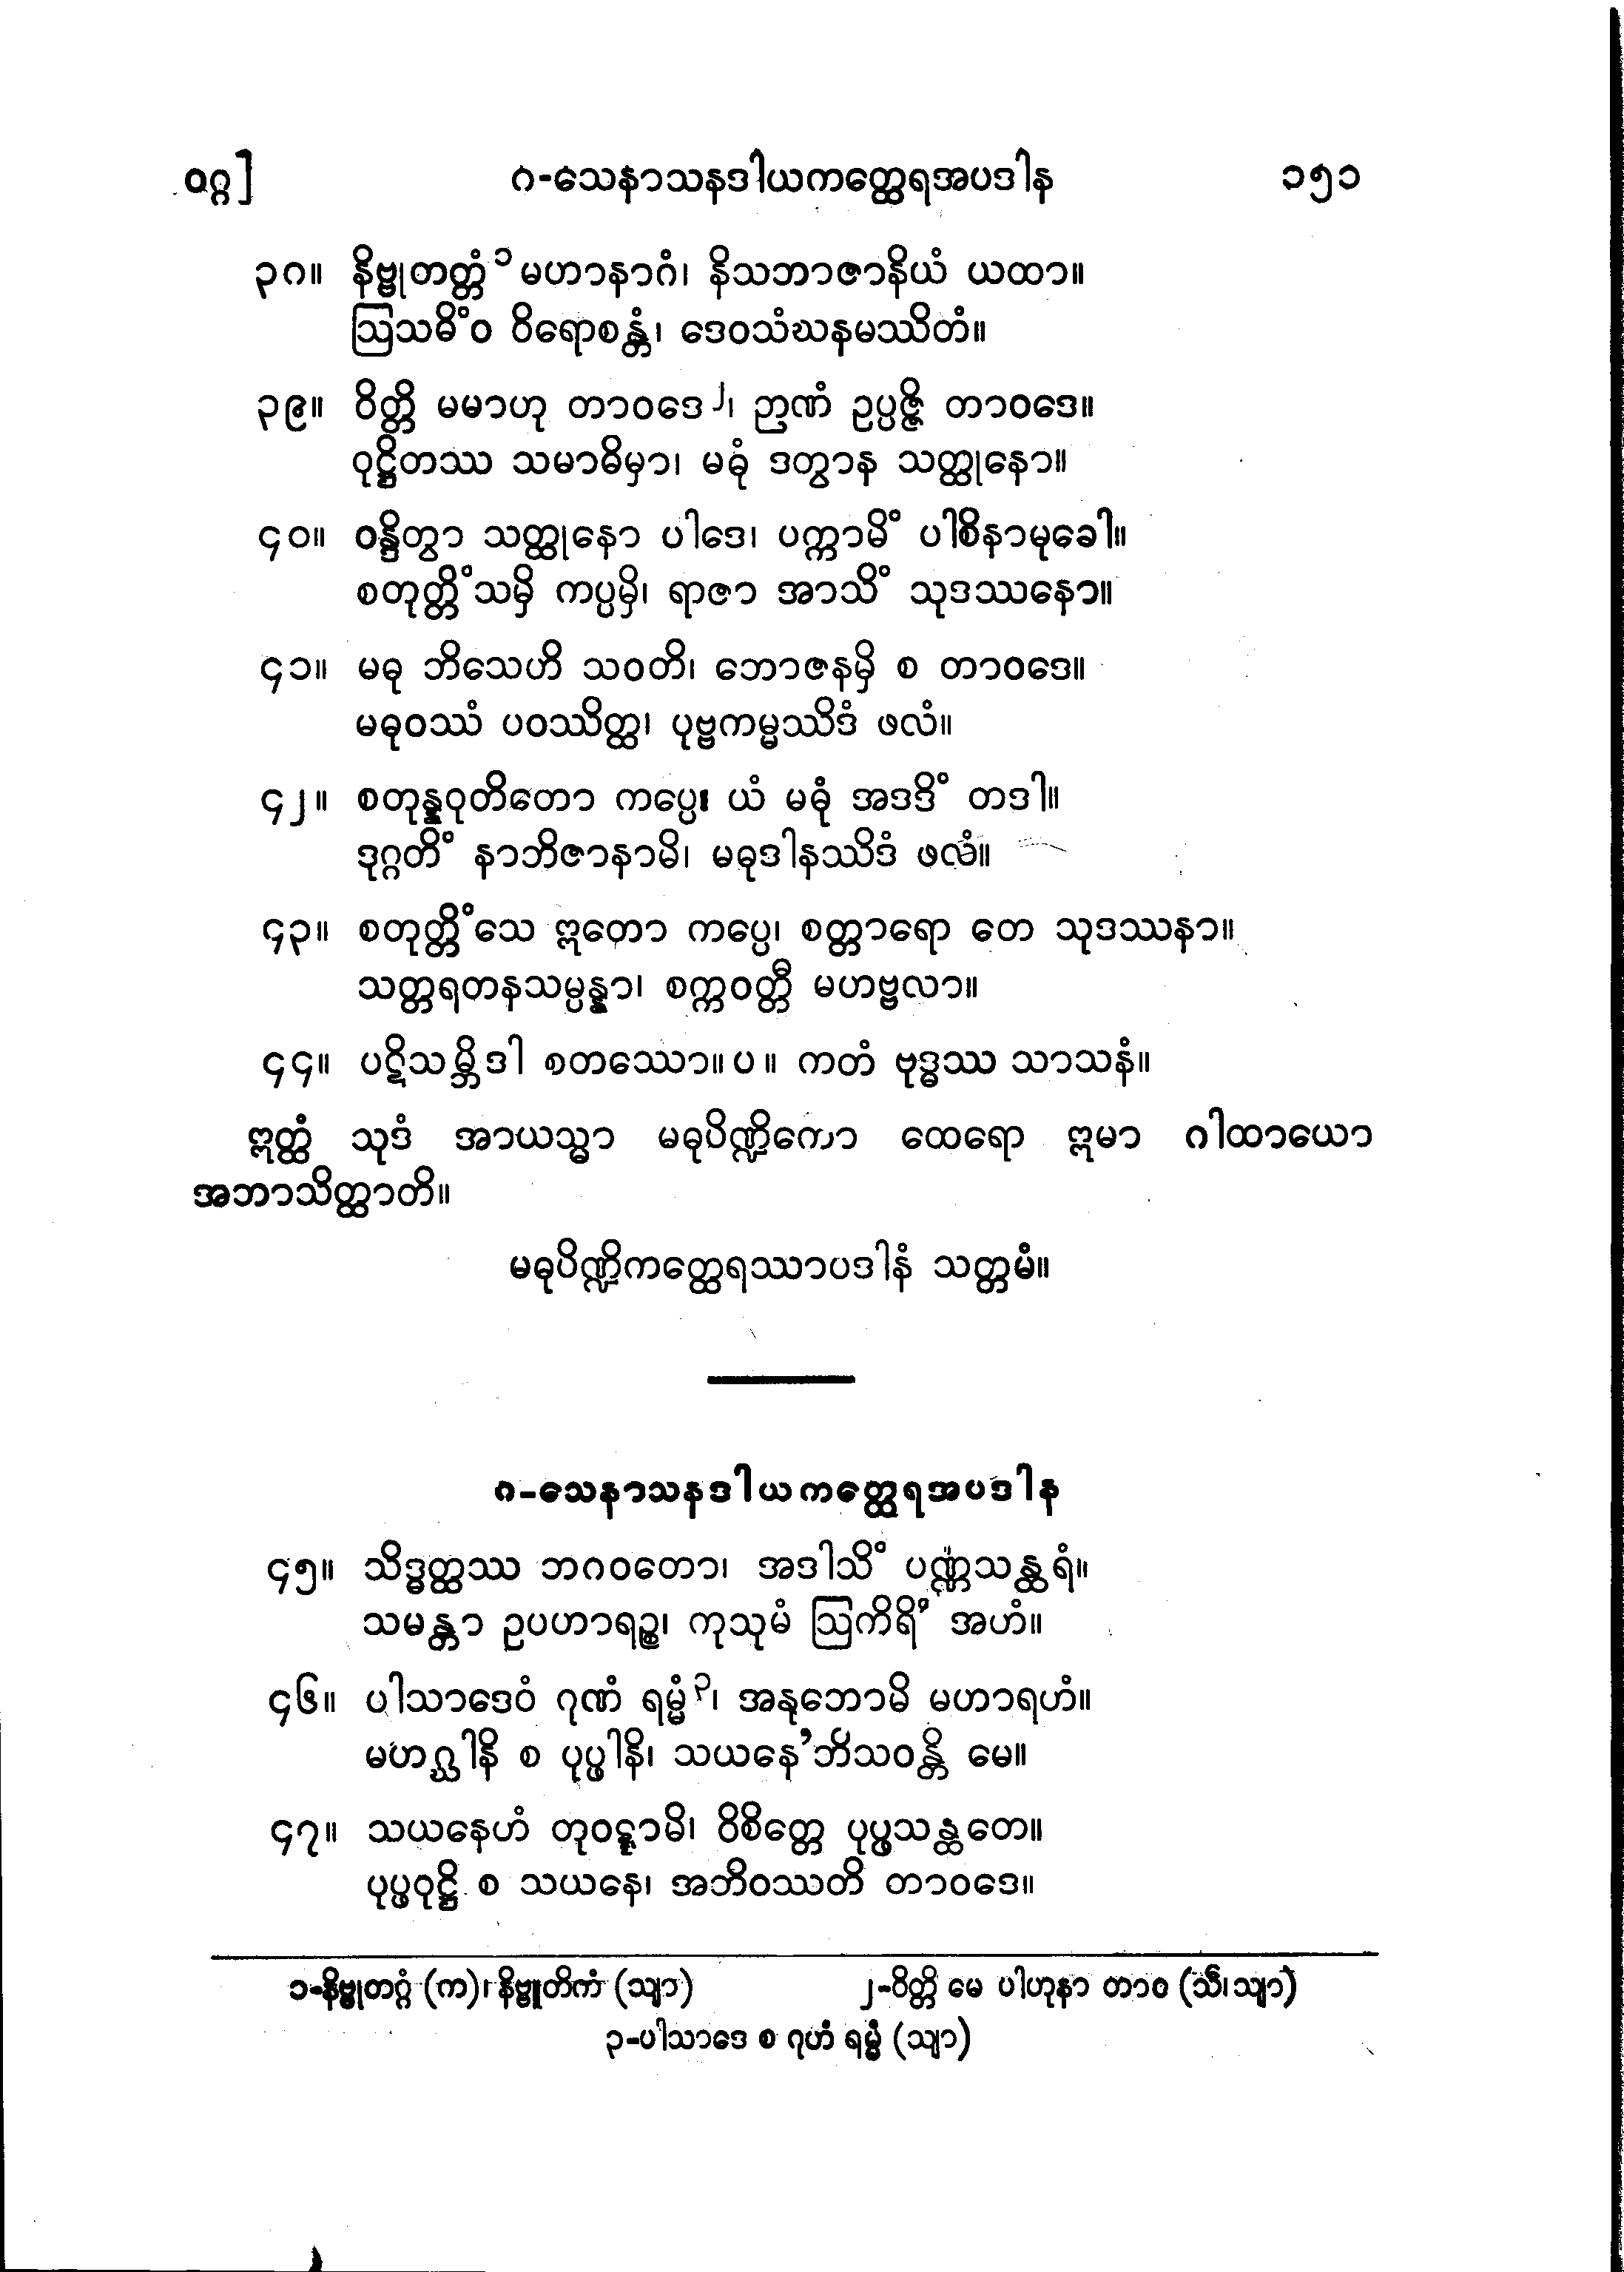 ဝဂ္ဂ] ၈-သေနာသနဒါယကတ္ထေရအပဒါန ၁၅၁
၃၈။ နိဗ္ဗုတတ္တံ ၁ မဟာနာဂံ၊ နိသဘာဇာနိယံ ယထာ။
ဩသဓိံဝ ဝိရောစန္တံ၊ ဒေဝသံဃနမဿိတံ။
၃၉။ ဝိတ္တိ မမာဟု တာဝဒေ ၂၊ ဉာဏံ ဥပ္ပဇ္ဇိ တာဝဒေ။
ဝုဋ္ဌိတဿ သမာဓိမှာ၊ မဓုံ ဒတွာန သတ္ထုနော။
၄၀။ ဝန္ဒိတွာ သတ္ထုနော ပါဒေ၊ ပက္ကာမိံ ပါစိနာမုခေါ။
စတုတ္တိံသမှိ ကပ္ပမှိ၊ ရာဇာ အာသိံ သုဒဿနော။
၄၁။ မဓု ဘိသေဟိ သဝတိ၊ ဘောဇနမှိ စ တာဝဒေ။
မဓုဝဿံ ပဝဿိတ္ထ၊ ပုဗ္ဗကမ္မဿိဒံ ဖလံ။
၄၂။ စတုန္နဝုတိတော ကပ္ပေ၊ ယံ မဓုံ အဒဒိံ တဒါ။
ဒုဂ္ဂတိံ နာဘိဇာနာမိ၊ မဓုဒါနဿိဒံ ဖလံ။
၄၃။ စတုတ္တိံသေ ဣတော ကပ္ပေ၊ စတ္တာရော တေ သုဒဿနာ။
သတ္တရတနသမ္ပန္နာ၊ စက္ကဝတ္တီ မဟဗ္ဗလာ။
၄၄။ ပဋိသမ္ဘိဒါ စတဿော။ပ။ ကတံ ဗုဒ္ဓဿ သာသနံ။
ဣတ္ထံ သုဒံ အာယသ္မာ မဓုပိဏ္ဍိကော ထေရော ဣမာ ဂါထာယော
အဘာသိတ္ထာတိ။
မဓုပိဏ္ဍိကတ္ထေရဿာပဒါနံ သတ္တမံ။
၈-သေနာသနဒါယကတ္ထေရအပဒါန
၄၅။ သိဒ္ဓတ္ထဿ ဘဂဝတော၊ အဒါသိံ ပဏ္ဏသန္ထရံ။
သမန္တာ ဥပဟာရဉ္စ၊ ကုသုမံ ဩကိရိံ အဟံ။
၄၆။ ပါသာဒေဝံ ဂုဏံ ရမ္မံ ၃၊ အနုဘောမိ မဟာရဟံ။
မဟဂ္ဃါနိ စ ပုပ္ဖါနိ၊ သယနေ’ဘိသဝန္တိ မေ။
၄၇။ သယနေဟံ တုဝဋ္ဋာမိ၊ ဝိစိတ္တေ ပုပ္ဖသန္ထတေ။
ပုပ္ဖဝုဋ္ဌိ စ သယနေ၊ အဘိဝဿတိ တာဝဒေ။
၁-နိဗ္ဗုတဂ္ဂံ (က)၊ နိဗ္ဗူတိကံ (သျာ) ၂-ဝိတ္တိ မေ ပါဟုနာ တာဝ (သီ၊သျာ)
၃-ပါသာဒေ စ ဂုဟံ ရမ္မံ (သျာ)